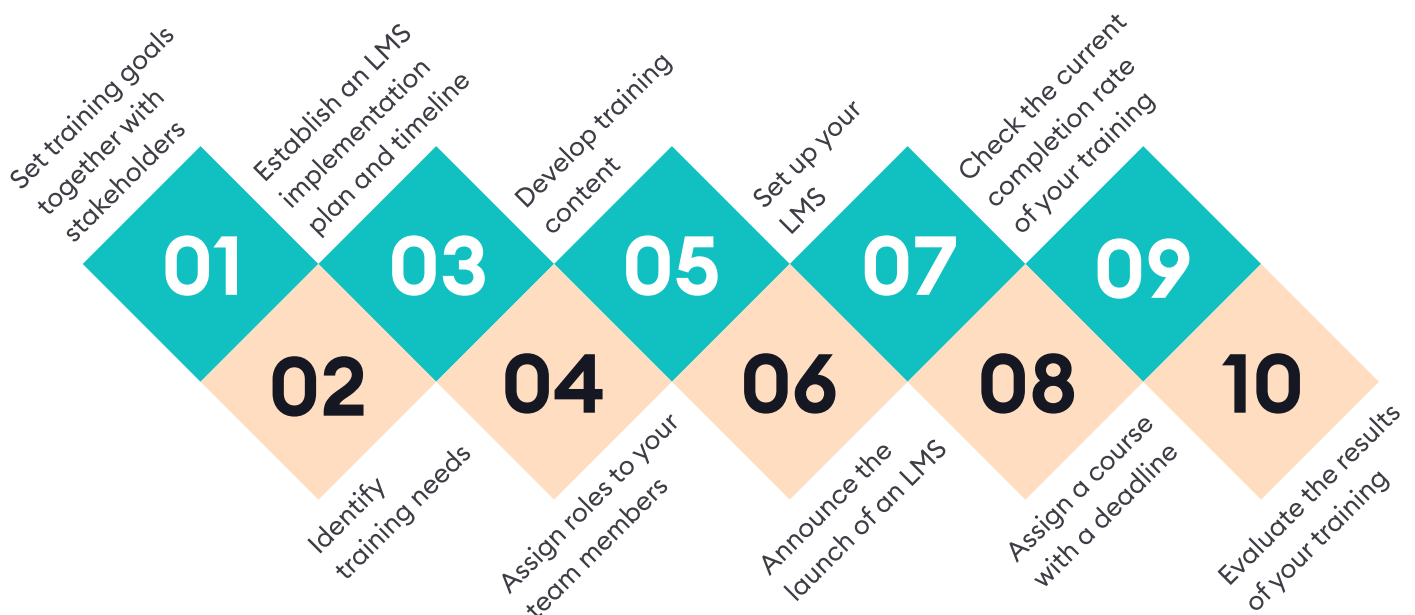 01
Set training goals
together with
stakeholders
02
Identify
training needs
03
Establish an LMS
implementation
plan and timeline
04
Assign roles to your
team members
05
Develop training
content
06
Announce the
launch of an LMS
07
Set up your
LMS
08
Assign a course
with a deadline
09
Check the current
completion rate
of your training
10
Evaluate the results
of your training